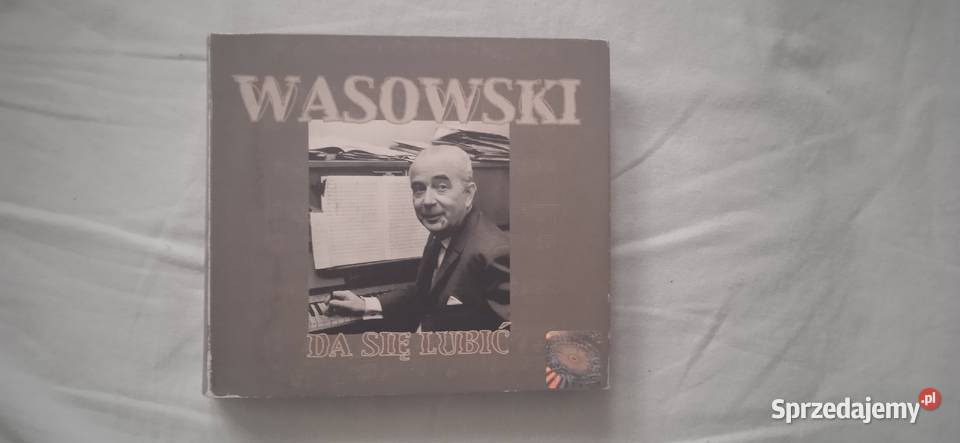 WASOWSKI
DA SIĘ LUBIĆ
Sprzedajemy.pl